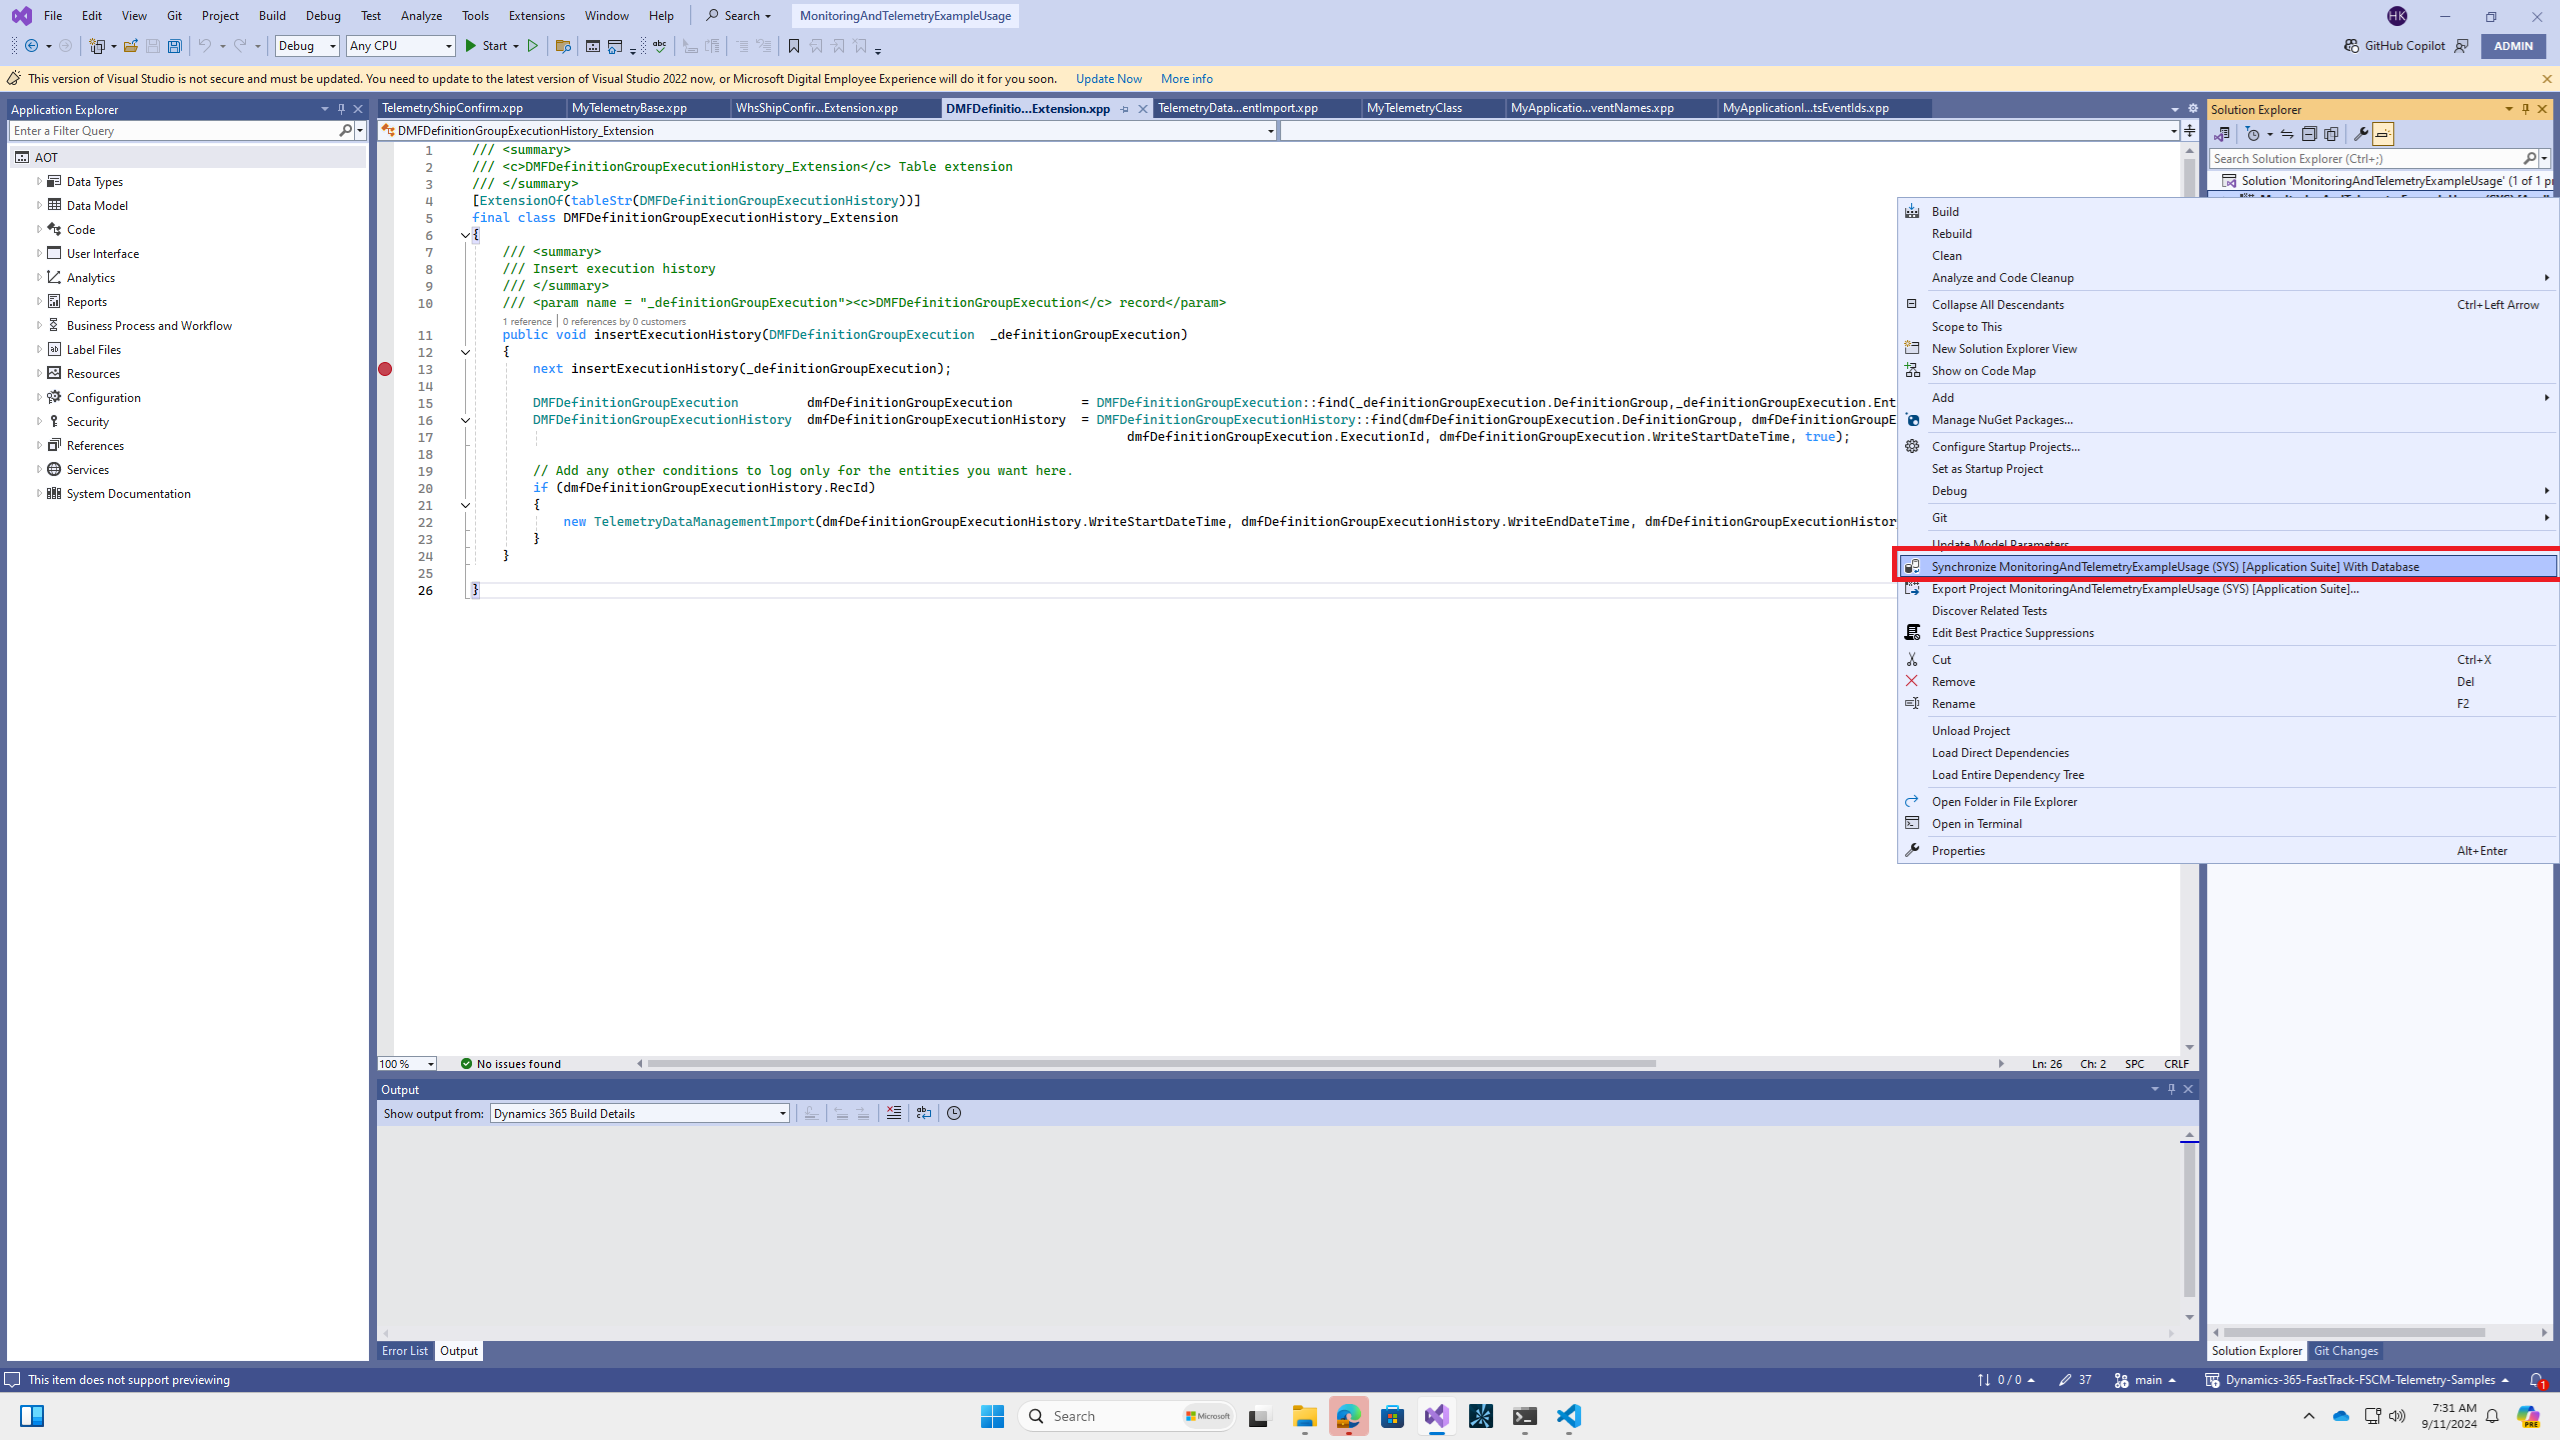 File Edit View Git Project Build Debug Test Analyze Tools Extensions Window Help Search MonitoringAndTelemetryExampleUsage HK
Debug Any CPU Start GitHub Copilot ADMIN
This version of Visual Studio is not secure and must be updated. You need to update to the latest version of Visual Studio 2022 now, or Microsoft Digital Employee Experience will do it for you soon. Update Now More info
Application Explorer
Enter a Filter Query
AOT
Data Types
Data Model
Code
User Interface
Analytics
Reports
Business Process and Workflow
Label Files
Resources
Configuration
Security
References
Services
System Documentation
TelemetryShipConfirm.xpp MyTelemetryBase.xpp WhsShipConfir...Extension.xpp DMFDefinitio...Extension.xpp TelemetryData...entImport.xpp MyTelemetryClass MyApplicatio...ventNames.xpp MyApplicationI...tsEventIds.xpp
DMFDefinitionGroupExecutionHistory_Extension
1 /// <summary>
2 /// <c>DMFDefinitionGroupExecutionHistory_Extension</c> Table extension
3 /// </summary>
4 [ExtensionOf(tableStr(DMFDefinitionGroupExecutionHistory))]
5 final class DMFDefinitionGroupExecutionHistory_Extension
6 {
7 /// <summary>
8 /// Insert execution history
9 /// </summary>
10 /// <param name = "_definitionGroupExecution"><c>DMFDefinitionGroupExecution</c> record</param>
1 reference | 0 references by 0 customers
11 public void insertExecutionHistory(DMFDefinitionGroupExecution _definitionGroupExecution)
12 {
13 next insertExecutionHistory(_definitionGroupExecution);
14
15 DMFDefinitionGroupExecution dmfDefinitionGroupExecution = DMFDefinitionGroupExecution::find(_definitionGroupExecution.DefinitionGroup,_definitionGroupExecution.Ent
16 DMFDefinitionGroupExecutionHistory dmfDefinitionGroupExecutionHistory = DMFDefinitionGroupExecutionHistory::find(dmfDefinitionGroupExecution.DefinitionGroup, dmfDefinitionGroupE
17 dmfDefinitionGroupExecution.ExecutionId, dmfDefinitionGroupExecution.WriteStartDateTime, true);
18
19 // Add any other conditions to log only for the entities you want here.
20 if (dmfDefinitionGroupExecutionHistory.RecId)
21 {
22 new TelemetryDataManagementImport(dmfDefinitionGroupExecutionHistory.WriteStartDateTime, dmfDefinitionGroupExecutionHistory.WriteEndDateTime, dmfDefinitionGroupExecutionHistory
23 }
24 }
25
26 }
100 % No issues found Ln: 26 Ch: 2 SPC CRLF
Output
Show output from: Dynamics 365 Build Details
Error List Output
Solution Explorer
Search Solution Explorer (Ctrl+;)
Solution 'MonitoringAndTelemetryExampleUsage' (1 of 1 pr
Build
Rebuild
Clean
Analyze and Code Cleanup
Collapse All Descendants Ctrl+Left Arrow
Scope to This
New Solution Explorer View
Show on Code Map
Add
Manage NuGet Packages...
Configure Startup Projects...
Set as Startup Project
Debug
Git
Update Model Parameters
Synchronize MonitoringAndTelemetryExampleUsage (SYS) [Application Suite] With Database
Export Project MonitoringAndTelemetryExampleUsage (SYS) [Application Suite]...
Discover Related Tests
Edit Best Practice Suppressions
Cut Ctrl+X
Remove Del
Rename F2
Unload Project
Load Direct Dependencies
Load Entire Dependency Tree
Open Folder in File Explorer
Open in Terminal
Properties Alt+Enter
Solution Explorer Git Changes
This item does not support previewing 0 / 0 37 main Dynamics-365-FastTrack-FSCM-Telemetry-Samples 1
Search Microsoft 7:31 AM
9/11/2024 PRE